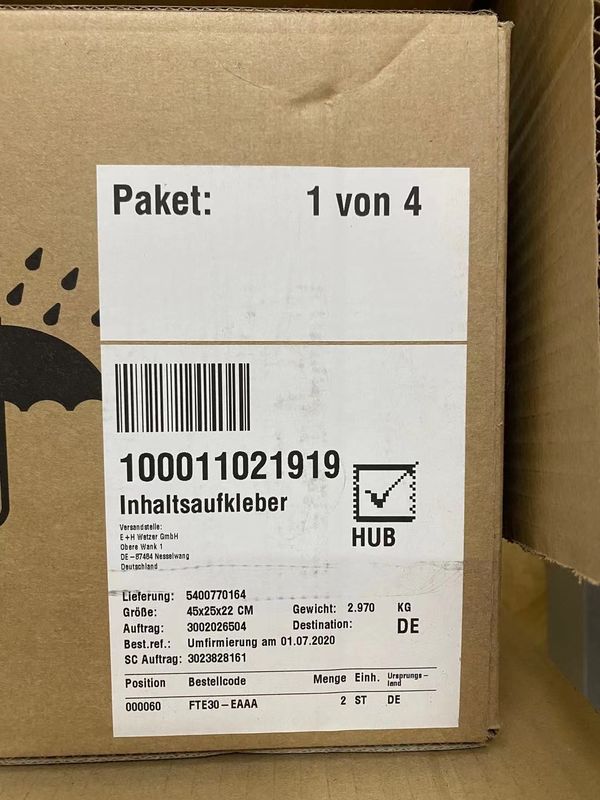 Paket: 1 von 4
100011021919
Inhaltsaufkleber
HUB
Versandstelle:
E+H Wetzer GmbH
Obere Wank 1
DE-87484 Nesselwang
Deutschland
Lieferung: 5400770164
Größe: 45x25x22 CM Gewicht: 2.970 KG
Auftrag: 3002026504 Destination: DE
Best.ref.: Umfirmierung am 01.07.2020
SC Auftrag: 3023828161
Position Bestellcode Menge Einh. Ursprungs-
land
000060 FTE30-EAAA 2 ST DE